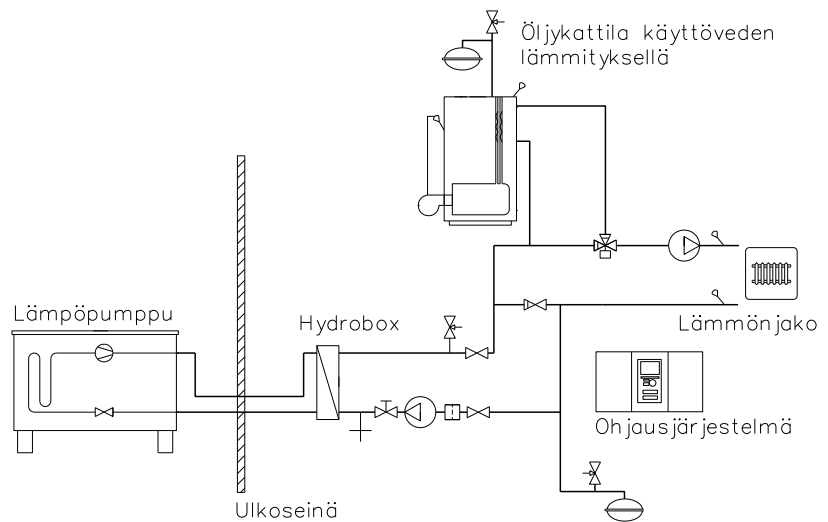 Öljykattila käyttöveden
lämmityksellä
Lämpöpumppu
Hydrobox
Lämmönjako
Ohjausjärjestelmä
Ulkoseinä